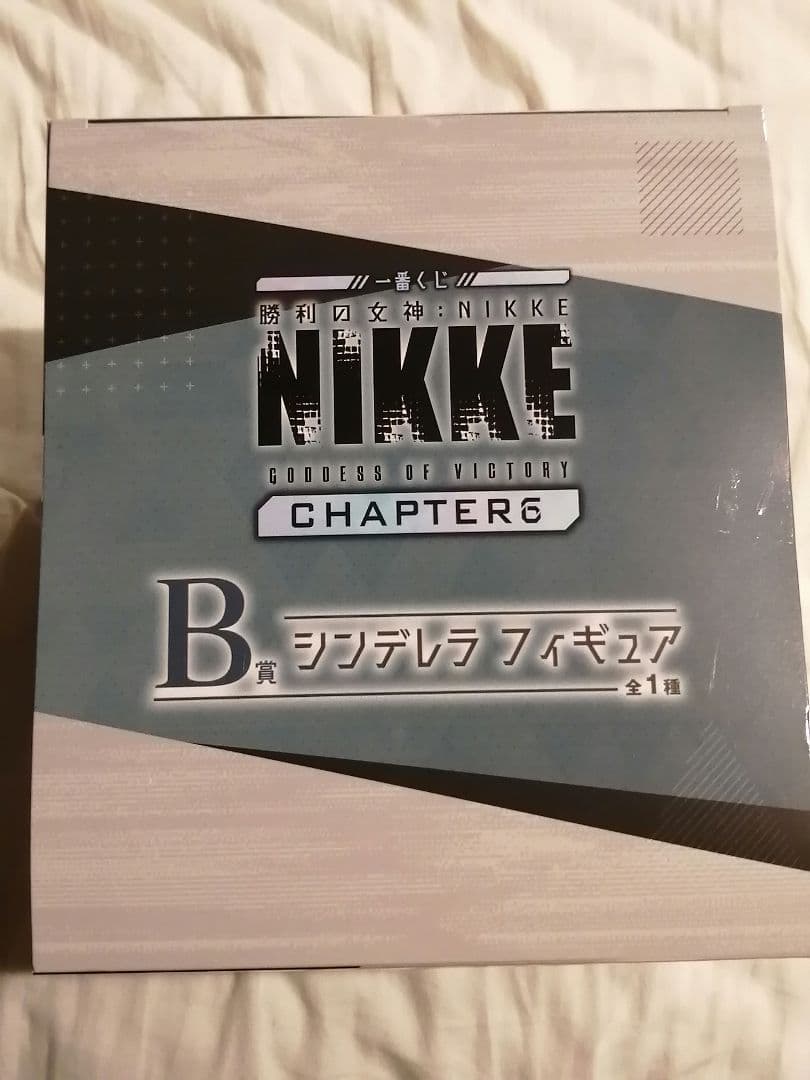 一番くじ
勝利の女神:NIKKE
NIKKE
GODDESS OF VICTORY
CHAPTER6
B賞 シンデレラ フィギュア
全1種